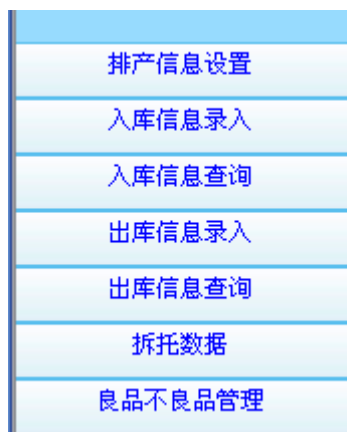 排产信息设置
入库信息录入
入库信息查询
出库信息录入
出库信息查询
拆托数据
良品不良品管理